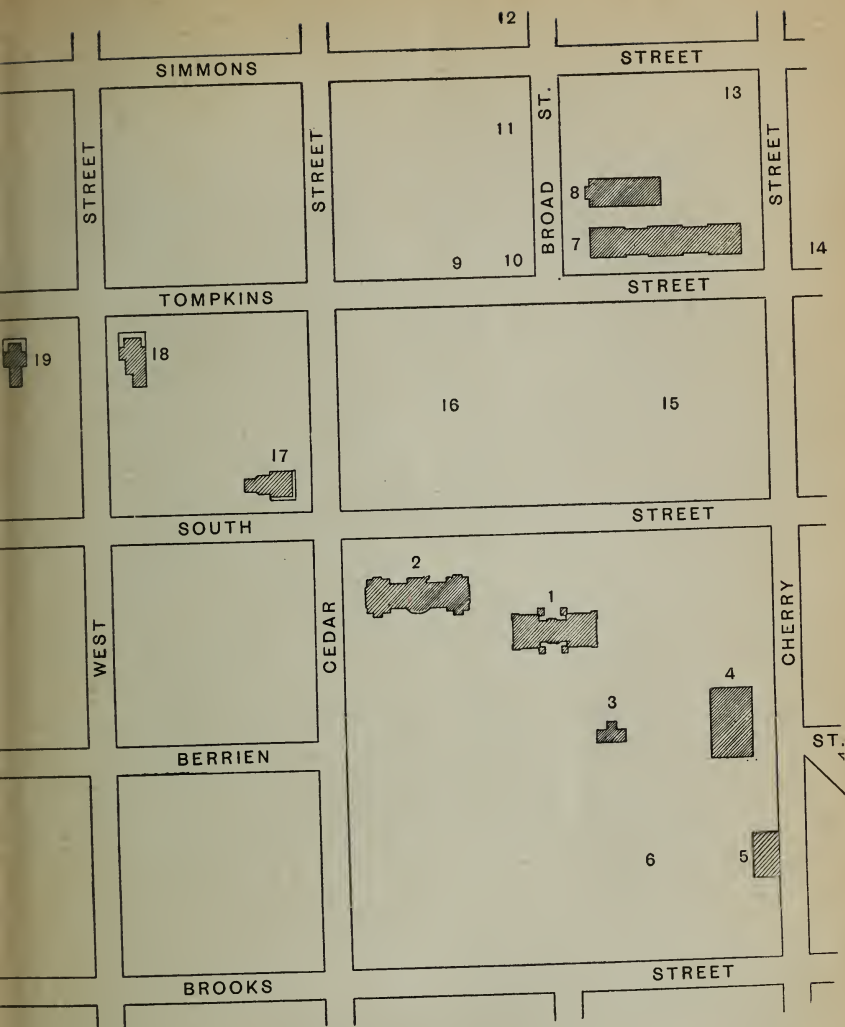 12
SIMMONS STREET
13
11
BROAD ST.
STREET
STREET
STREET
8
7
9
10
14
TOMPKINS STREET
19
18
16
15
17
SOUTH STREET
2
1
WEST
CEDAR
CHERRY
4
3
ST.
BERRIEN
6
5
BROOKS STREET